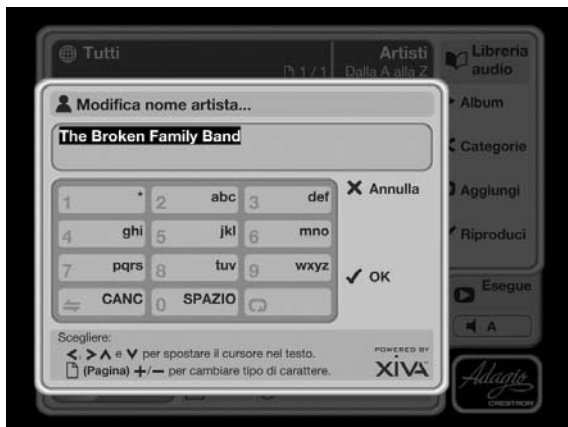 Tutti
1/1
Artisti
Dalla A alla Z
Libreria audio
Modifica nome artista...
The Broken Family Band
1 *
2 abc
3 def
4 ghi
5 jkl
6 mno
7 pqrs
8 tuv
9 wxyz
CANC
0 SPAZIO
Annulla
OK
Scegliere:
<, > ∧ e ∨ per spostare il cursore nel testo.
(Pagina) +/− per cambiare tipo di carattere.
POWERED BY
XiVA
Album
Categorie
Aggiungi
Riproduci
Esegue
A
Adagio
CRESTRON